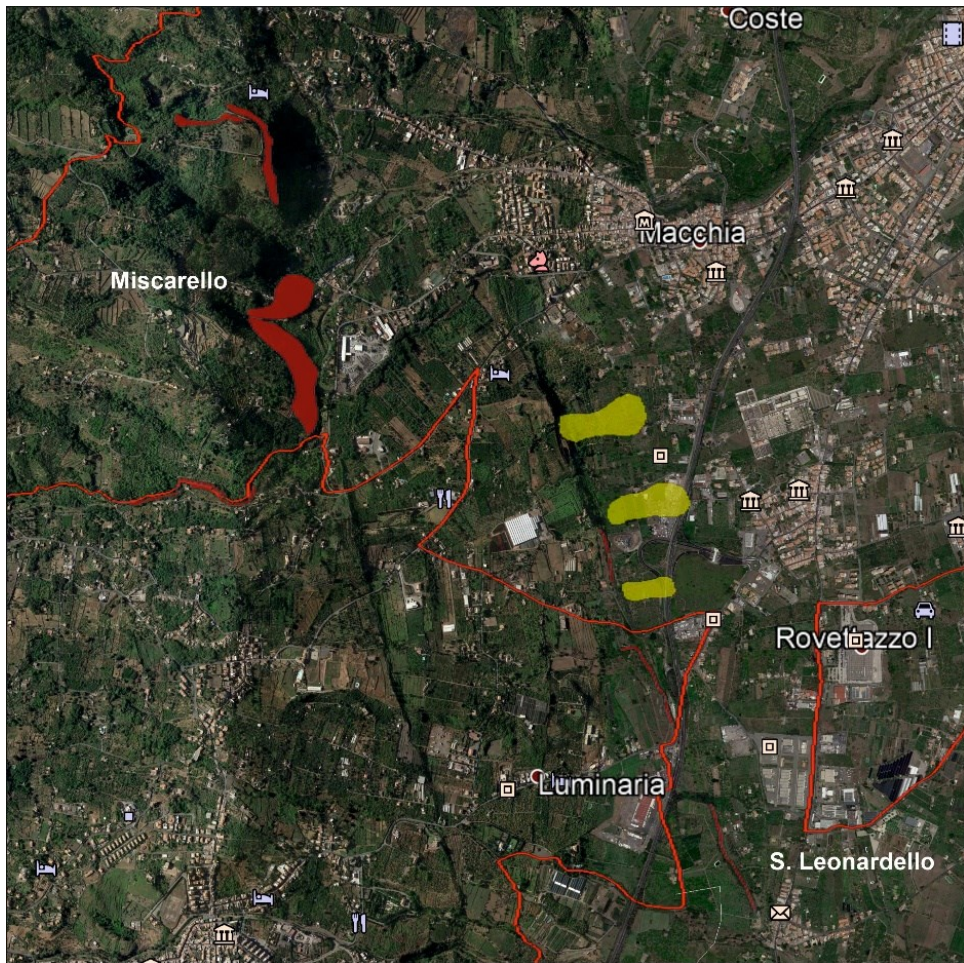 Coste
Macchia
Miscarello
Rovettazzo I
Luminaria
S. Leonardello